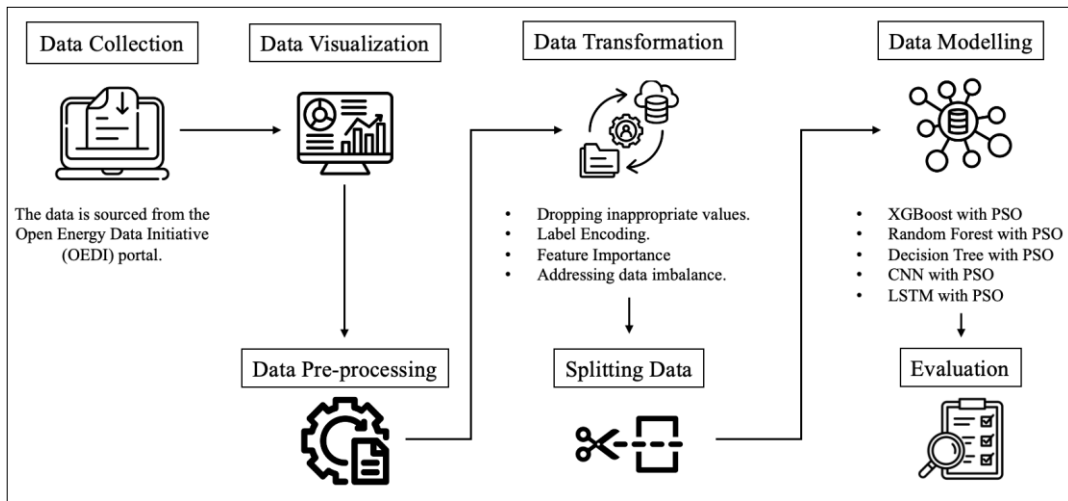 Data Collection
Data Visualization
Data Transformation
Data Modelling
The data is sourced from the
Open Energy Data Initiative
(OEDI) portal.
• Dropping inappropriate values.
• Label Encoding.
• Feature Importance
• Addressing data imbalance.
• XGBoost with PSO
• Random Forest with PSO
• Decision Tree with PSO
• CNN with PSO
• LSTM with PSO
Data Pre-processing
Splitting Data
Evaluation